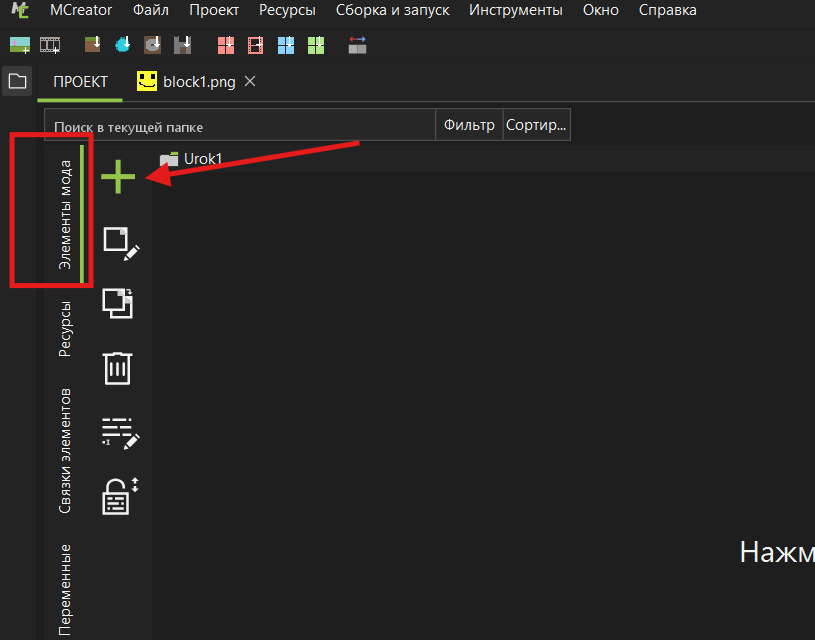 MCreator Файл Проект Ресурсы Сборка и запуск Инструменты Окно Справка
ПРОЕКТ block1.png
Поиск в текущей папке Фильтр Сортир...
Urok1
Элементы мода
Ресурсы
Связки элементов
Переменные
Нажм